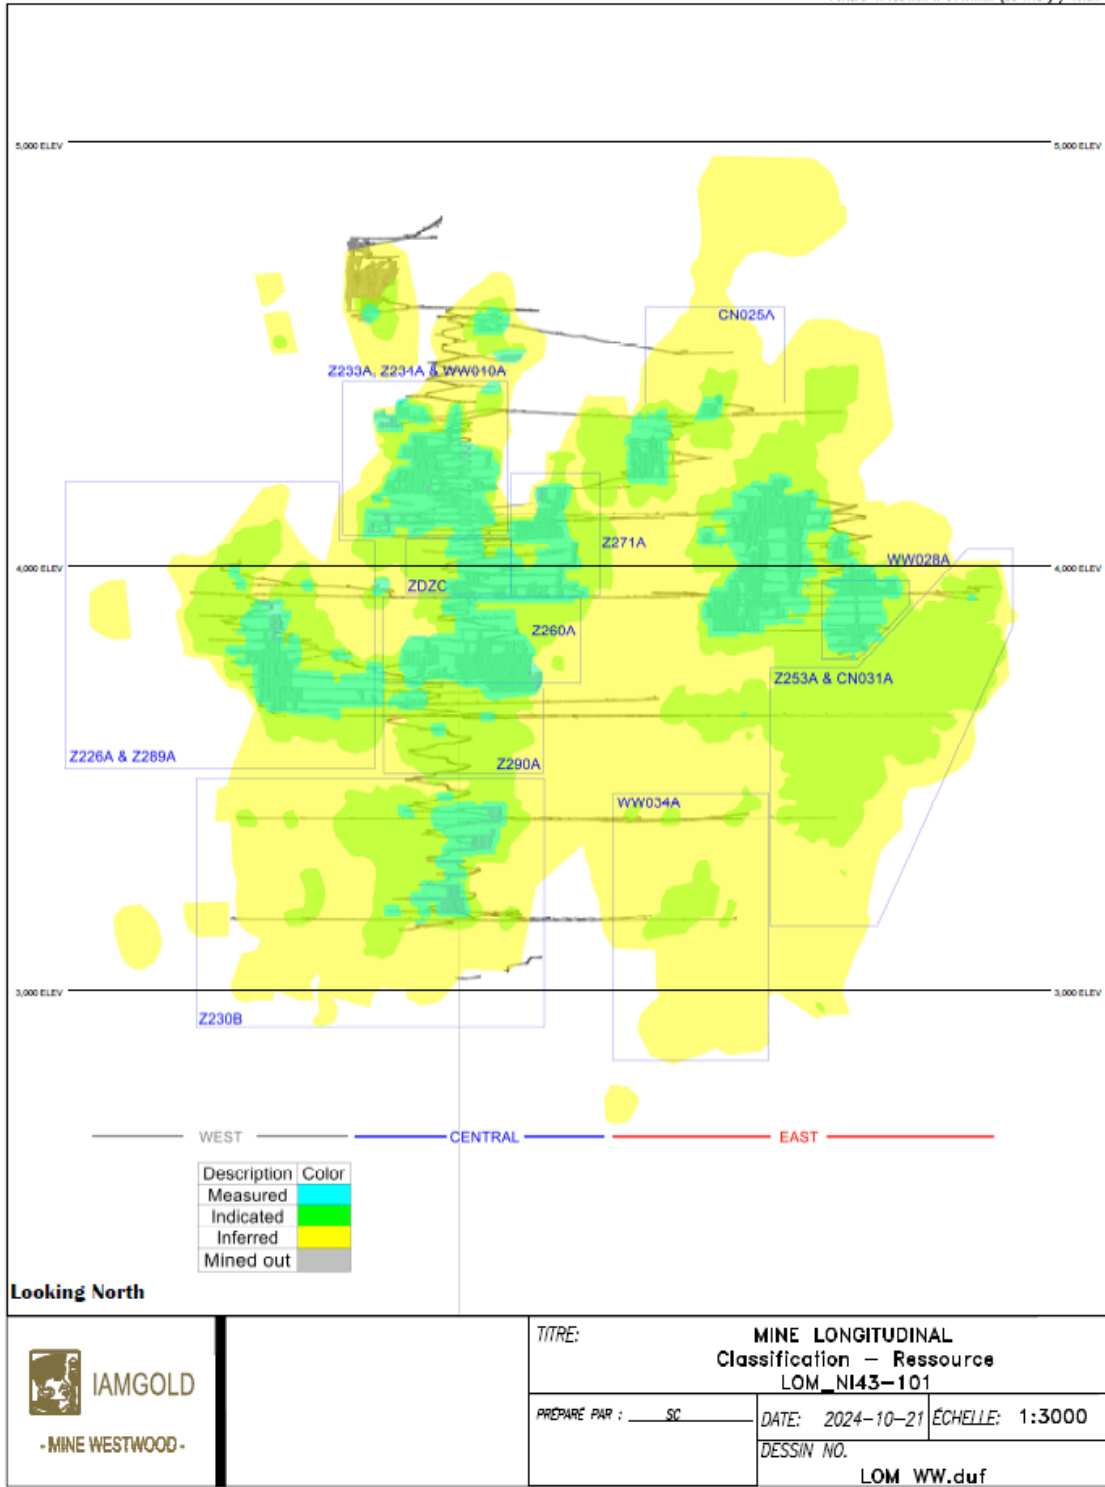 5,000 ELEV
5,000 ELEV
CN025A
Z233A, Z234A & WW010A
Z271A
WW028A
4,000 ELEV
4,000 ELEV
ZDZC
Z260A
Z253A & CN031A
Z226A & Z289A
Z290A
WW034A
3,000 ELEV
3,000 ELEV
Z230B
WEST
CENTRAL
EAST
Description Color
Measured
Indicated
Inferred
Mined out
Looking North
IAMGOLD
- MINE WESTWOOD -
TITRE:
MINE LONGITUDINAL
Classification - Ressource
LOM_NI43-101
PRÉPARÉ PAR : SC
DATE: 2024-10-21
ÉCHELLE: 1:3000
DESSIN NO.
LOM WW.duf